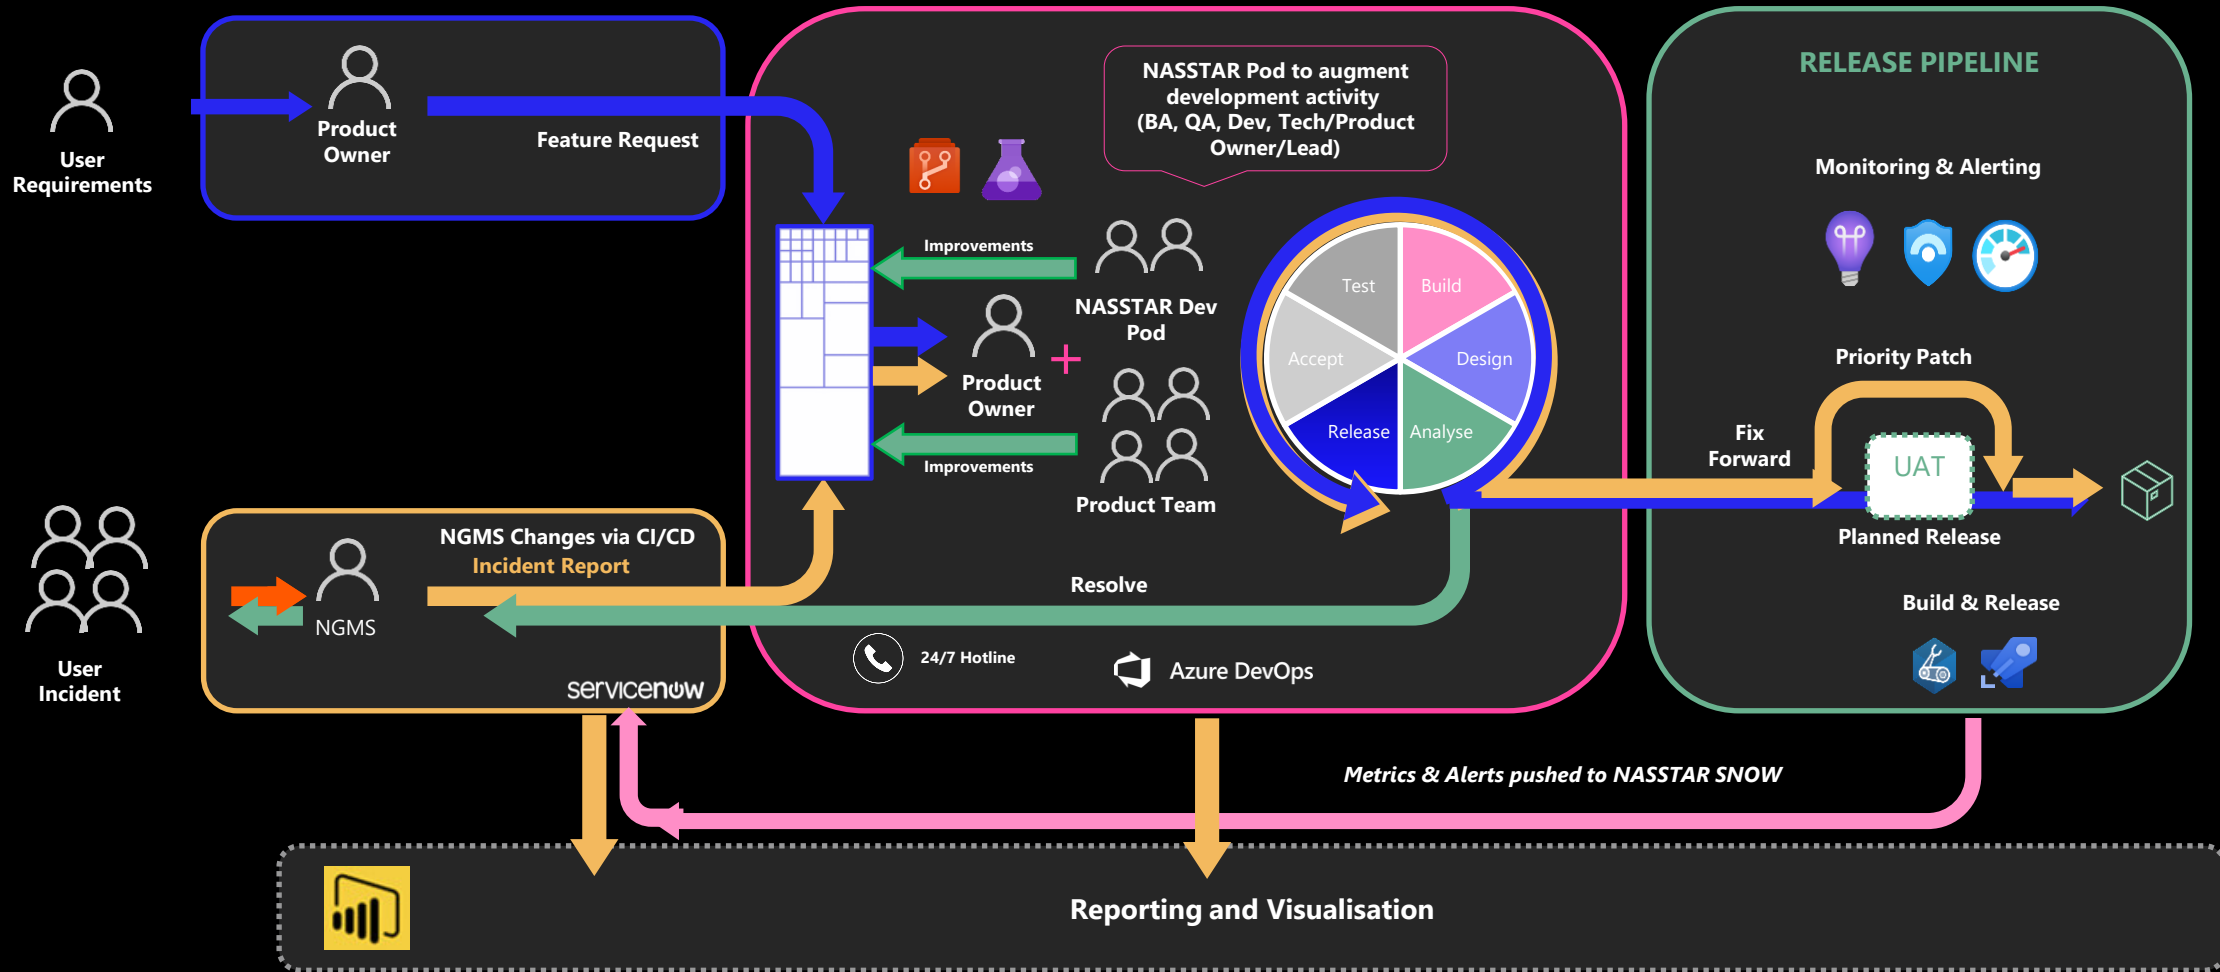 User
Requirements
Product
Owner
Feature Request
NASSTAR Pod to augment
development activity
(BA, QA, Dev, Tech/Product
Owner/Lead)
Improvements
NASSTAR Dev
Pod
Product
Owner
Improvements
Product Team
Test
Build
Accept
Design
Release
Analyse
RELEASE PIPELINE
Monitoring & Alerting
Priority Patch
Fix
Forward
UAT
Planned Release
Build & Release
User
Incident
NGMS Changes via CI/CD
Incident Report
NGMS
servicenow
Resolve
24/7 Hotline
Azure DevOps
Metrics & Alerts pushed to NASSTAR SNOW
Reporting and Visualisation